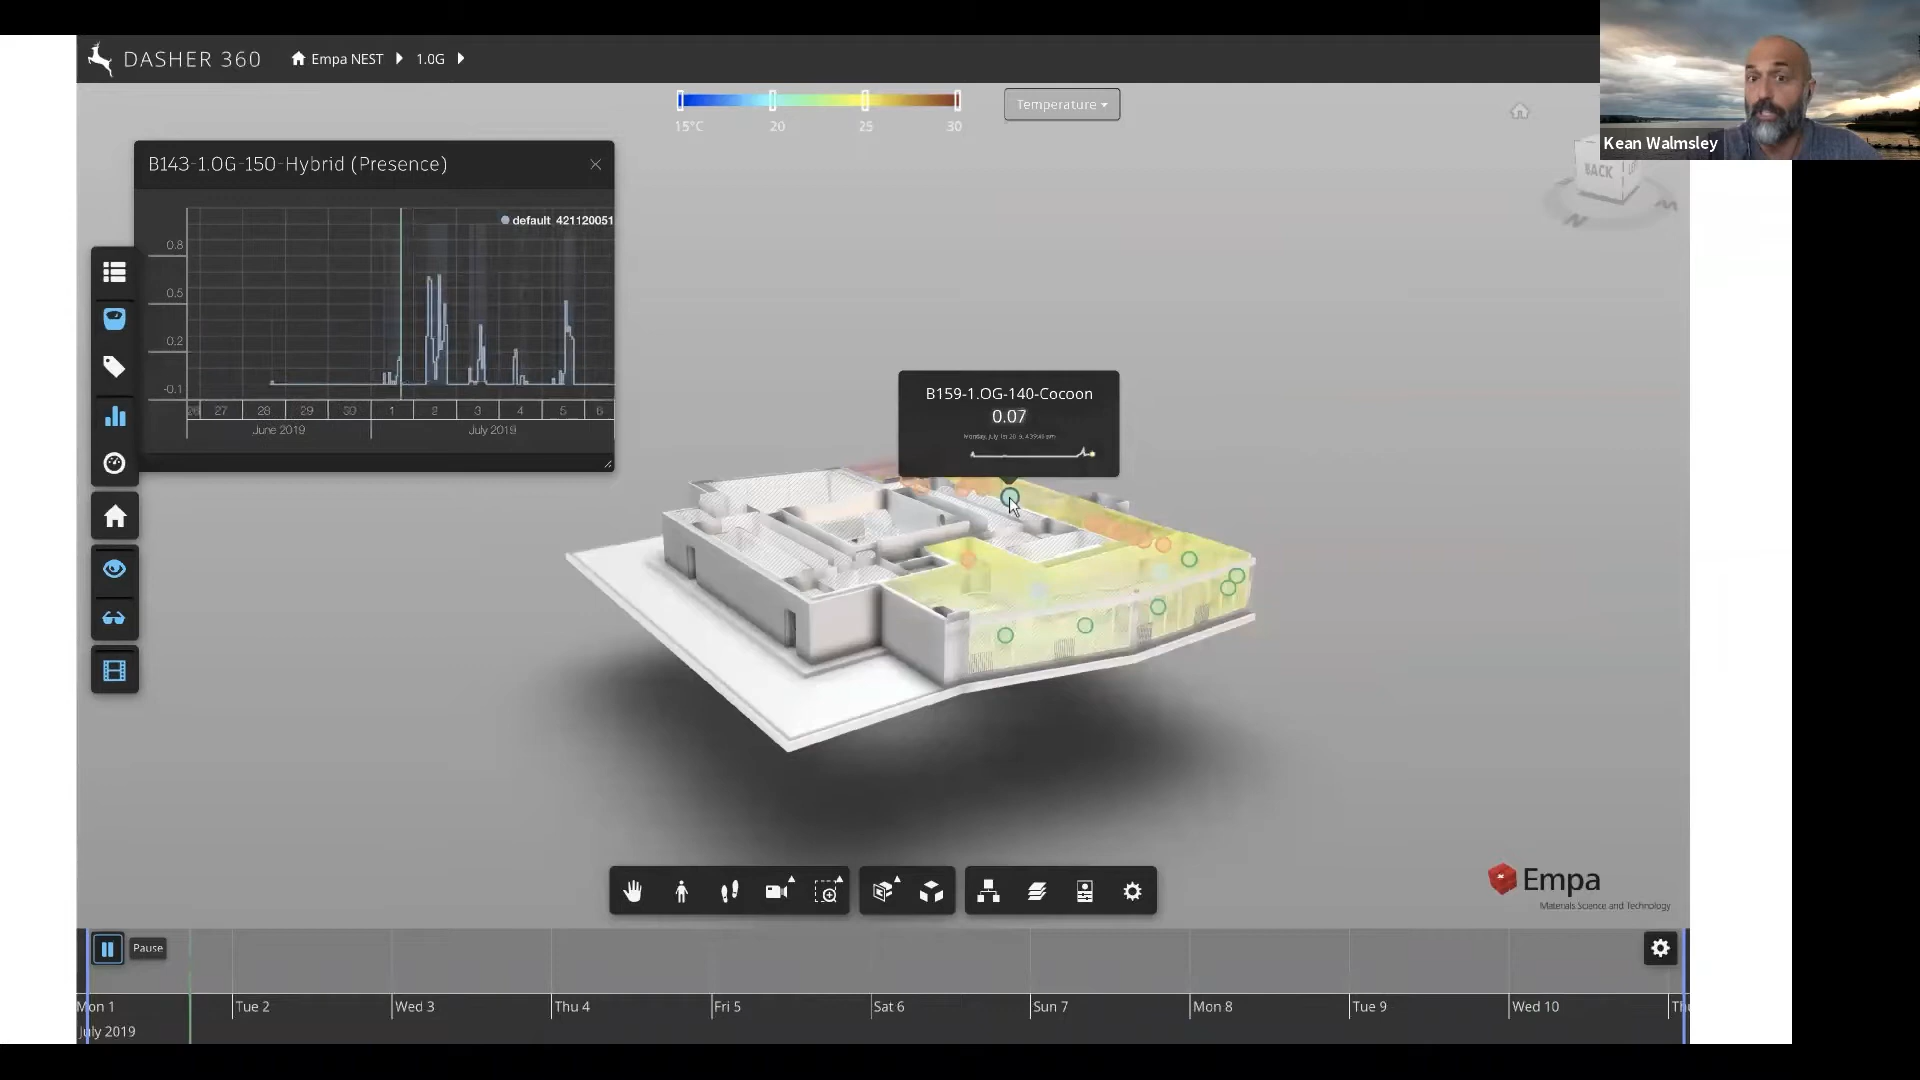 DASHER 360
Empa NEST
1.0G
Temperature
15°C 20 25 30
Kean Walmsley
BACK
B143-1.OG-150-Hybrid (Presence)
default 421120051
0.8
0.5
0.2
-0.1
26 27 28 29 30 1 2 3 4 5 6
June 2019 July 2019
B159-1.OG-140-Cocoon
0.07
Empa
Materials Science and Technology
Pause
Mon 1 Tue 2 Wed 3 Thu 4 Fri 5 Sat 6 Sun 7 Mon 8 Tue 9 Wed 10 Th
July 2019